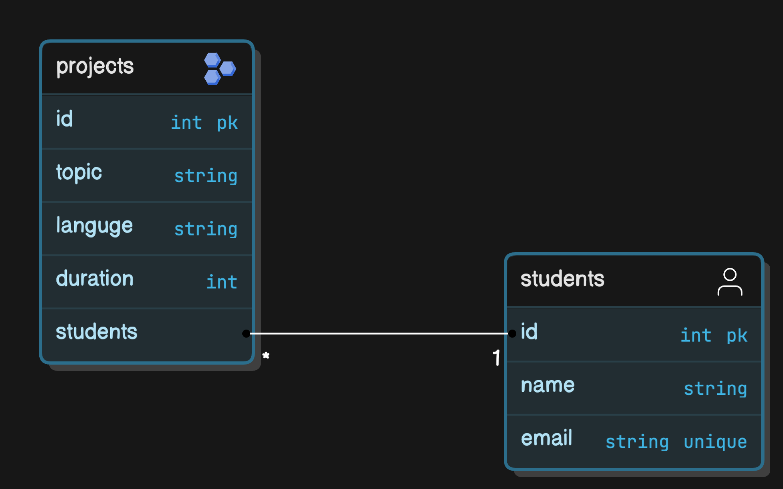 projects
id int pk
topic string
languge string
duration int
students
* 1
students
id int pk
name string
email string unique